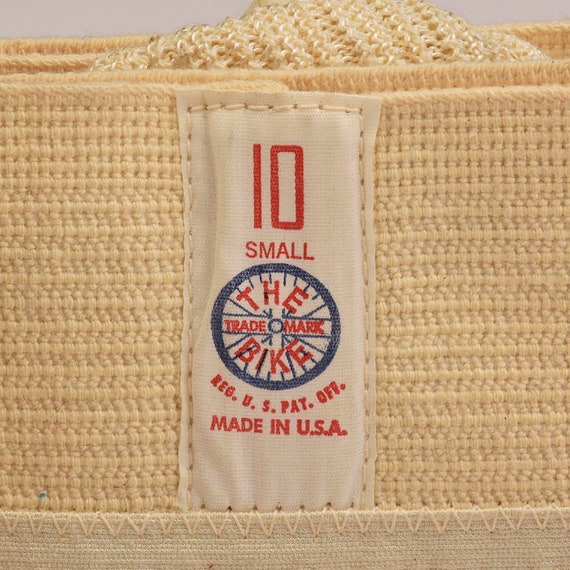 10
SMALL
THE
TRADE MARK
BIKE
REG. U. S. PAT. OFF.
MADE IN U.S.A.